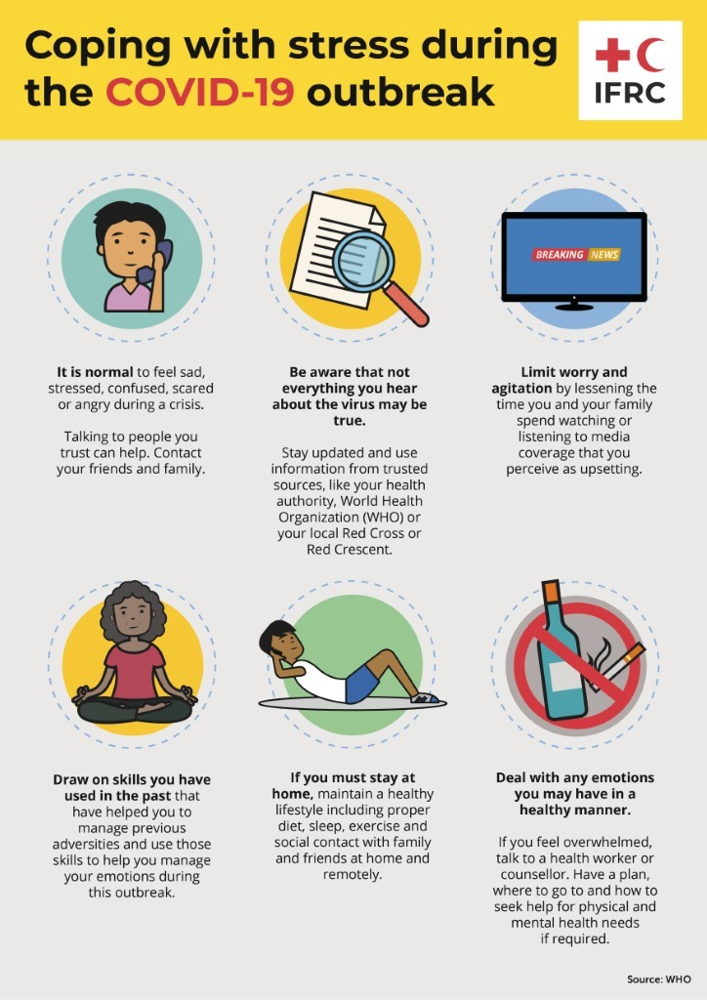 Coping with stress during
the COVID-19 outbreak
IFRC
BREAKING NEWS
It is normal to feel sad,
stressed, confused, scared
or angry during a crisis.
Talking to people you
trust can help. Contact
your friends and family.
Be aware that not
everything you hear
about the virus may be
true.
Stay updated and use
information from trusted
sources, like your health
authority, World Health
Organization (WHO) or
your local Red Cross or
Red Crescent.
Limit worry and
agitation by lessening the
time you and your family
spend watching or
listening to media
coverage that you
perceive as upsetting.
Draw on skills you have
used in the past that
have helped you to
manage previous
adversities and use those
skills to help you manage
your emotions during
this outbreak.
If you must stay at
home, maintain a healthy
lifestyle including proper
diet, sleep, exercise and
social contact with family
and friends at home and
remotely.
Deal with any emotions
you may have in a
healthy manner.
If you feel overwhelmed,
talk to a health worker or
counsellor. Have a plan,
where to go to and how to
seek help for physical and
mental health needs
if required.
Source: WHO